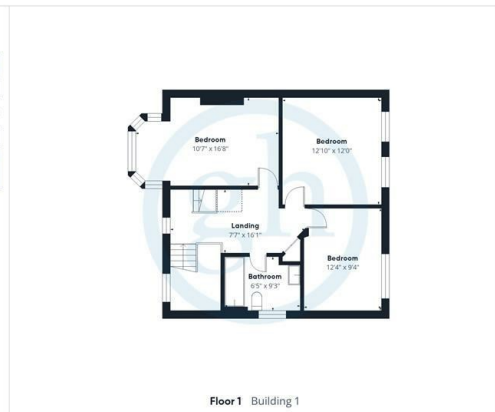 Bedroom
10'7" x 16'8"
Bedroom
12'10" x 12'0"
Landing
7'7" x 16'1"
Bedroom
12'4" x 9'4"
Bathroom
6'5" x 9'3"
gh
Floor 1 Building 1